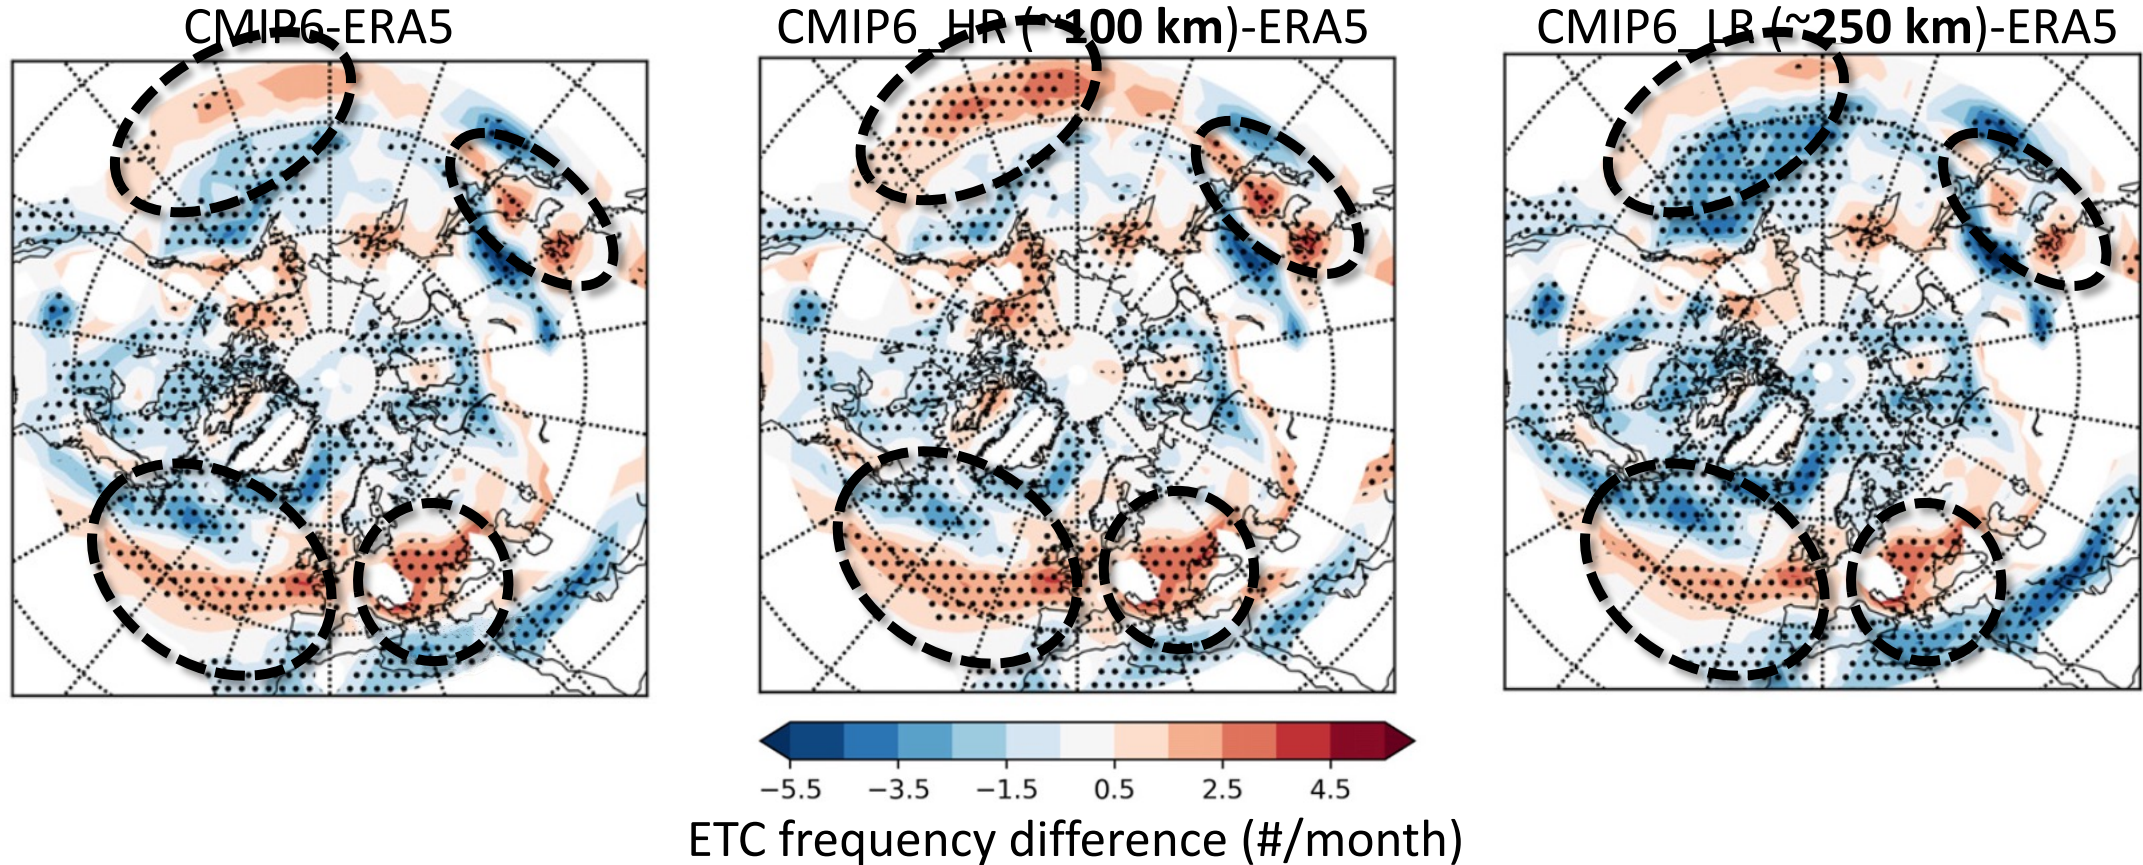 CMIP6-ERA5
CMIP6_HR (~100 km)-ERA5
CMIP6_LR (~250 km)-ERA5
−5.5 −3.5 −1.5 0.5 2.5 4.5
ETC frequency difference (#/month)